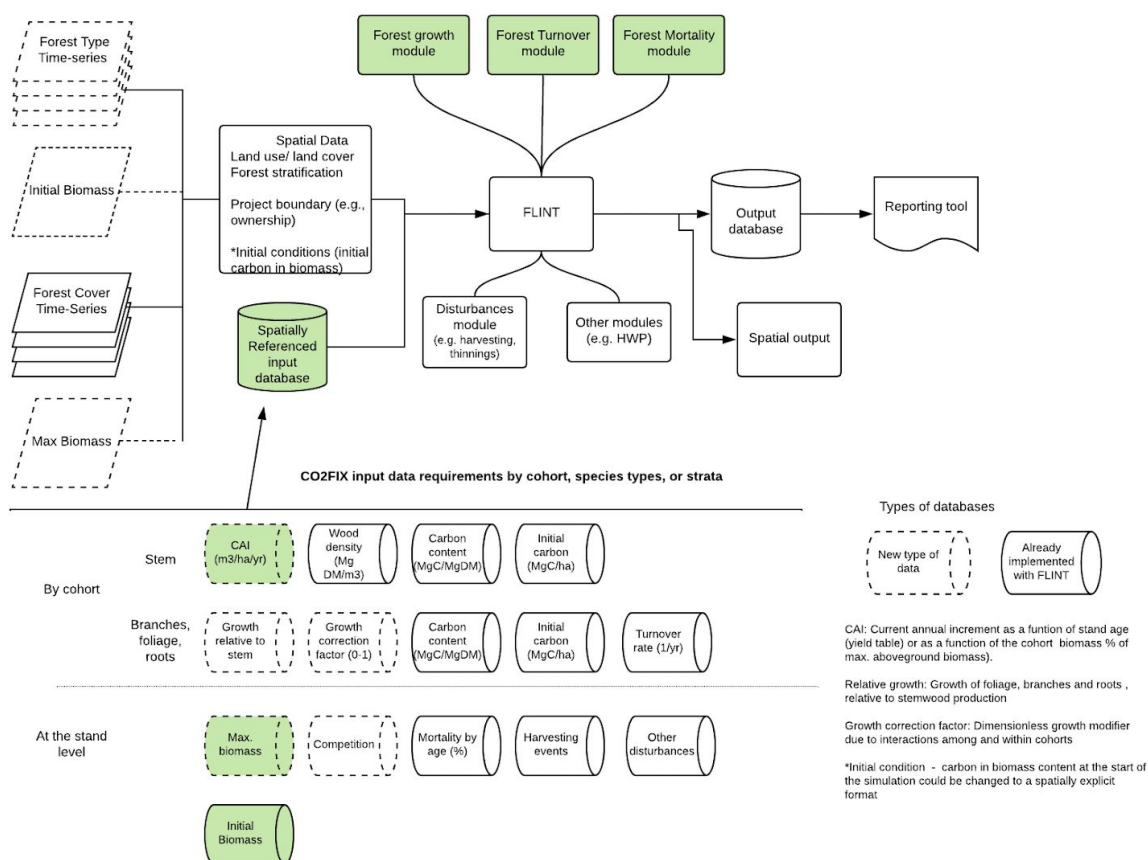 Forest Type
Time-series
Forest growth
module
Forest Turnover
module
Forest Mortality
module
Initial Biomass
Spatial Data
Land use/ land cover
Forest stratification
Project boundary (e.g.,
ownership)
*Initial conditions (initial
carbon in biomass)
FLINT
Output
database
Reporting tool
Forest Cover
Time-Series
Spatially
Referenced
input
database
Disturbances
module
(e.g. harvesting,
thinnings)
Other modules
(e.g. HWP)
Spatial output
Max Biomass
CO2FIX input data requirements by cohort, species types, or strata
By cohort
Stem
CAI
(m3/ha/yr)
Wood
density
(Mg
DM/m3)
Carbon
content
(MgC/MgDM)
Initial
carbon
(MgC/ha)
Branches,
foliage,
roots
Growth
relative to
stem
Growth
correction
factor (0-1)
Carbon
content
(MgC/MgDM)
Initial
carbon
(MgC/ha)
Turnover
rate (1/yr)
At the stand
level
Max.
biomass
Competition
Mortality by
age (%)
Harvesting
events
Other
disturbances
Initial
Biomass
Types of databases
New type of
data
Already
implemented
with FLINT
CAI: Current annual increment as a funtion of stand age
(yield table) or as a function of the cohort biomass % of
max. aboveground biomass).
Relative growth: Growth of foliage, branches and roots ,
relative to stemwood production
Growth correction factor: Dimensionless growth modifier
due to interactions among and within cohorts
*Initial condition - carbon in biomass content at the start of
the simulation could be changed to a spatially explicit
format